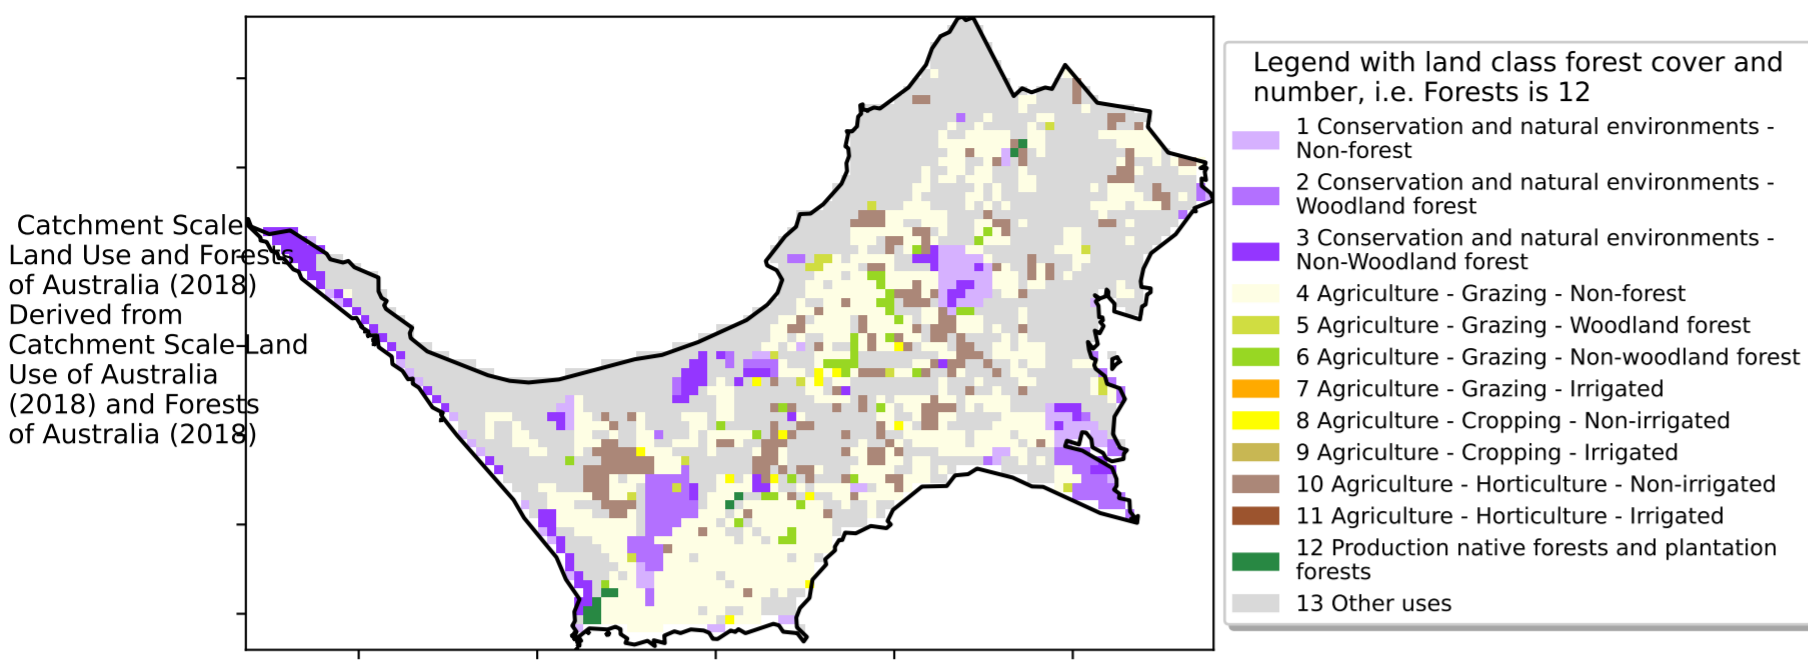 Catchment Scale
Land Use and Forests
of Australia (2018)
Derived from
Catchment Scale Land
Use of Australia
(2018) and Forests
of Australia (2018)
Legend with land class forest cover and
number, i.e. Forests is 12
1 Conservation and natural environments -
Non-forest
2 Conservation and natural environments -
Woodland forest
3 Conservation and natural environments -
Non-Woodland forest
4 Agriculture - Grazing - Non-forest
5 Agriculture - Grazing - Woodland forest
6 Agriculture - Grazing - Non-woodland forest
7 Agriculture - Grazing - Irrigated
8 Agriculture - Cropping - Non-irrigated
9 Agriculture - Cropping - Irrigated
10 Agriculture - Horticulture - Non-irrigated
11 Agriculture - Horticulture - Irrigated
12 Production native forests and plantation
forests
13 Other uses